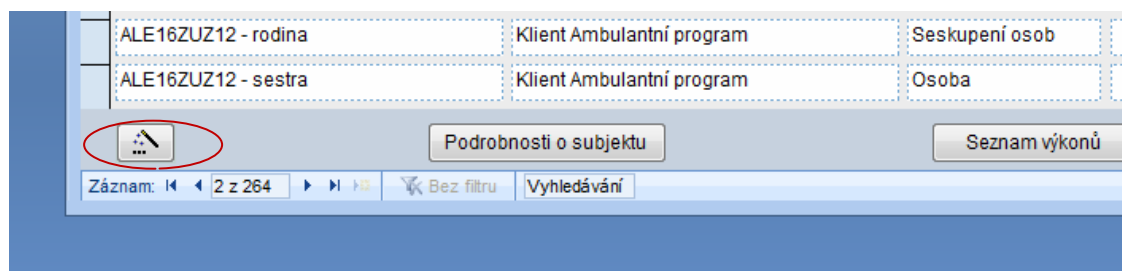 ALE16ZUZ12 - rodina Klient Ambulantní program Seskupení osob
ALE16ZUZ12 - sestra Klient Ambulantní program Osoba
Podrobnosti o subjektu Seznam výkonů
Záznam: 2 z 264 Bez filtru Vyhledávání